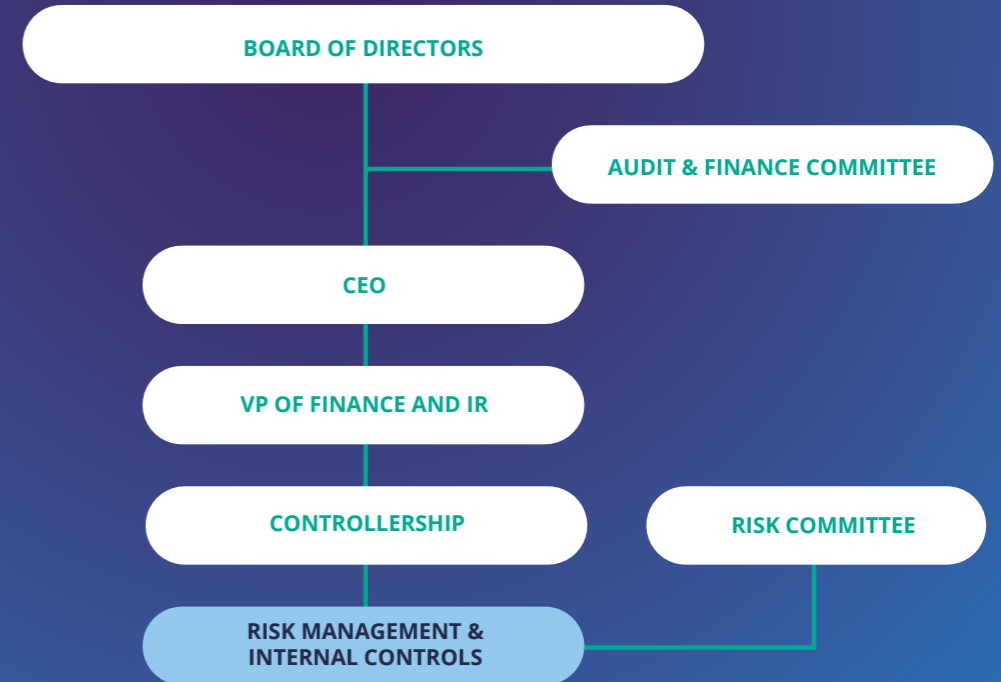 BOARD OF DIRECTORS
AUDIT & FINANCE COMMITTEE
CEO
VP OF FINANCE AND IR
CONTROLLERSHIP
RISK COMMITTEE
RISK MANAGEMENT &
INTERNAL CONTROLS